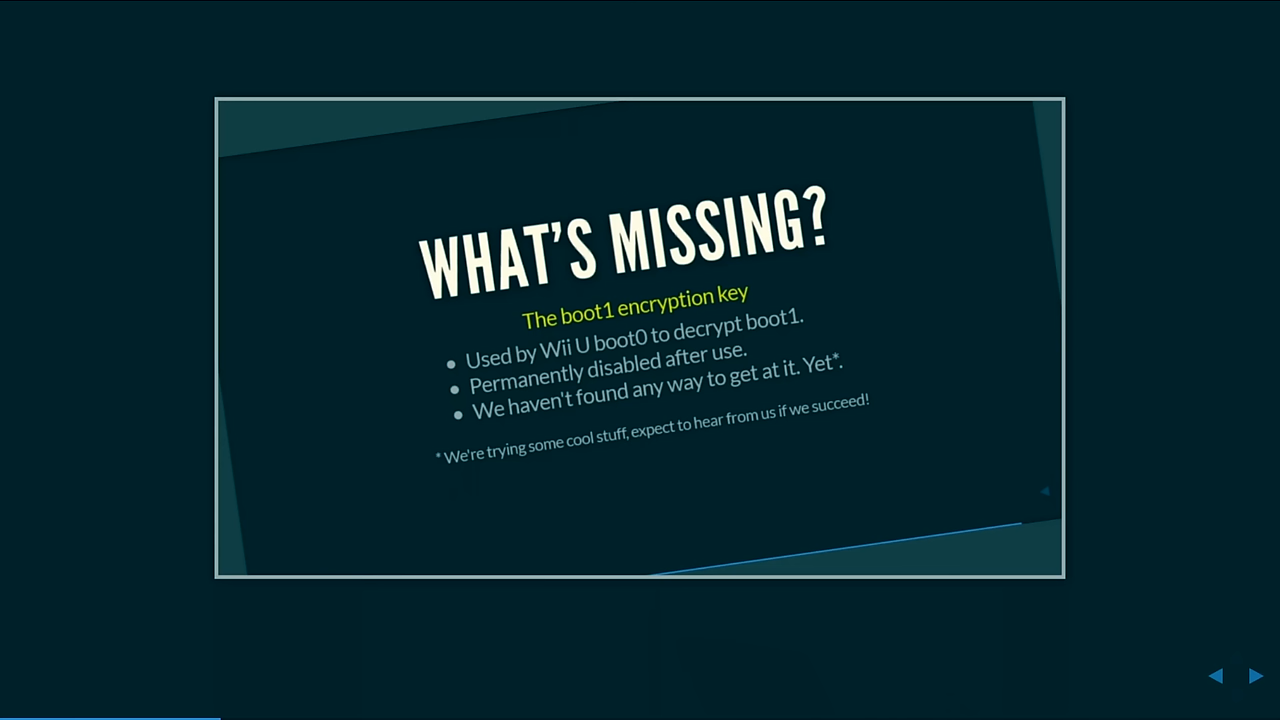 WHAT'S MISSING?
The boot1 encryption key
• Used by Wii U boot0 to decrypt boot1.
• Permanently disabled after use.
• We haven't found any way to get at it. Yet*.
* We're trying some cool stuff, expect to hear from us if we succeed!